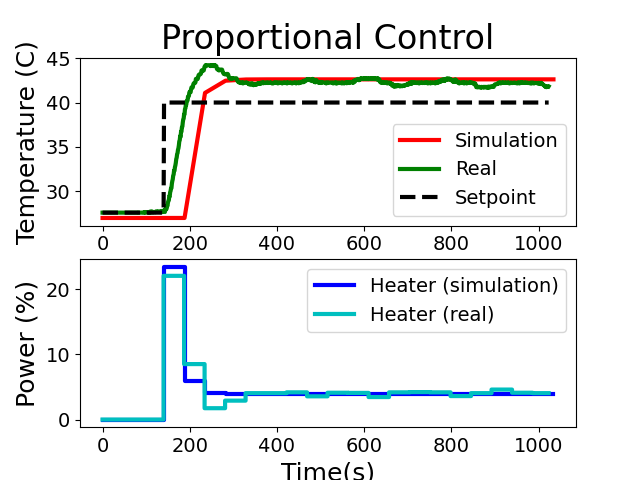 Proportional Control
Temperature (C)
45
40
35
30
Simulation
Real
Setpoint
0 200 400 600 800 1000
Power (%)
20
10
0
Heater (simulation)
Heater (real)
0 200 400 600 800 1000
Time(s)